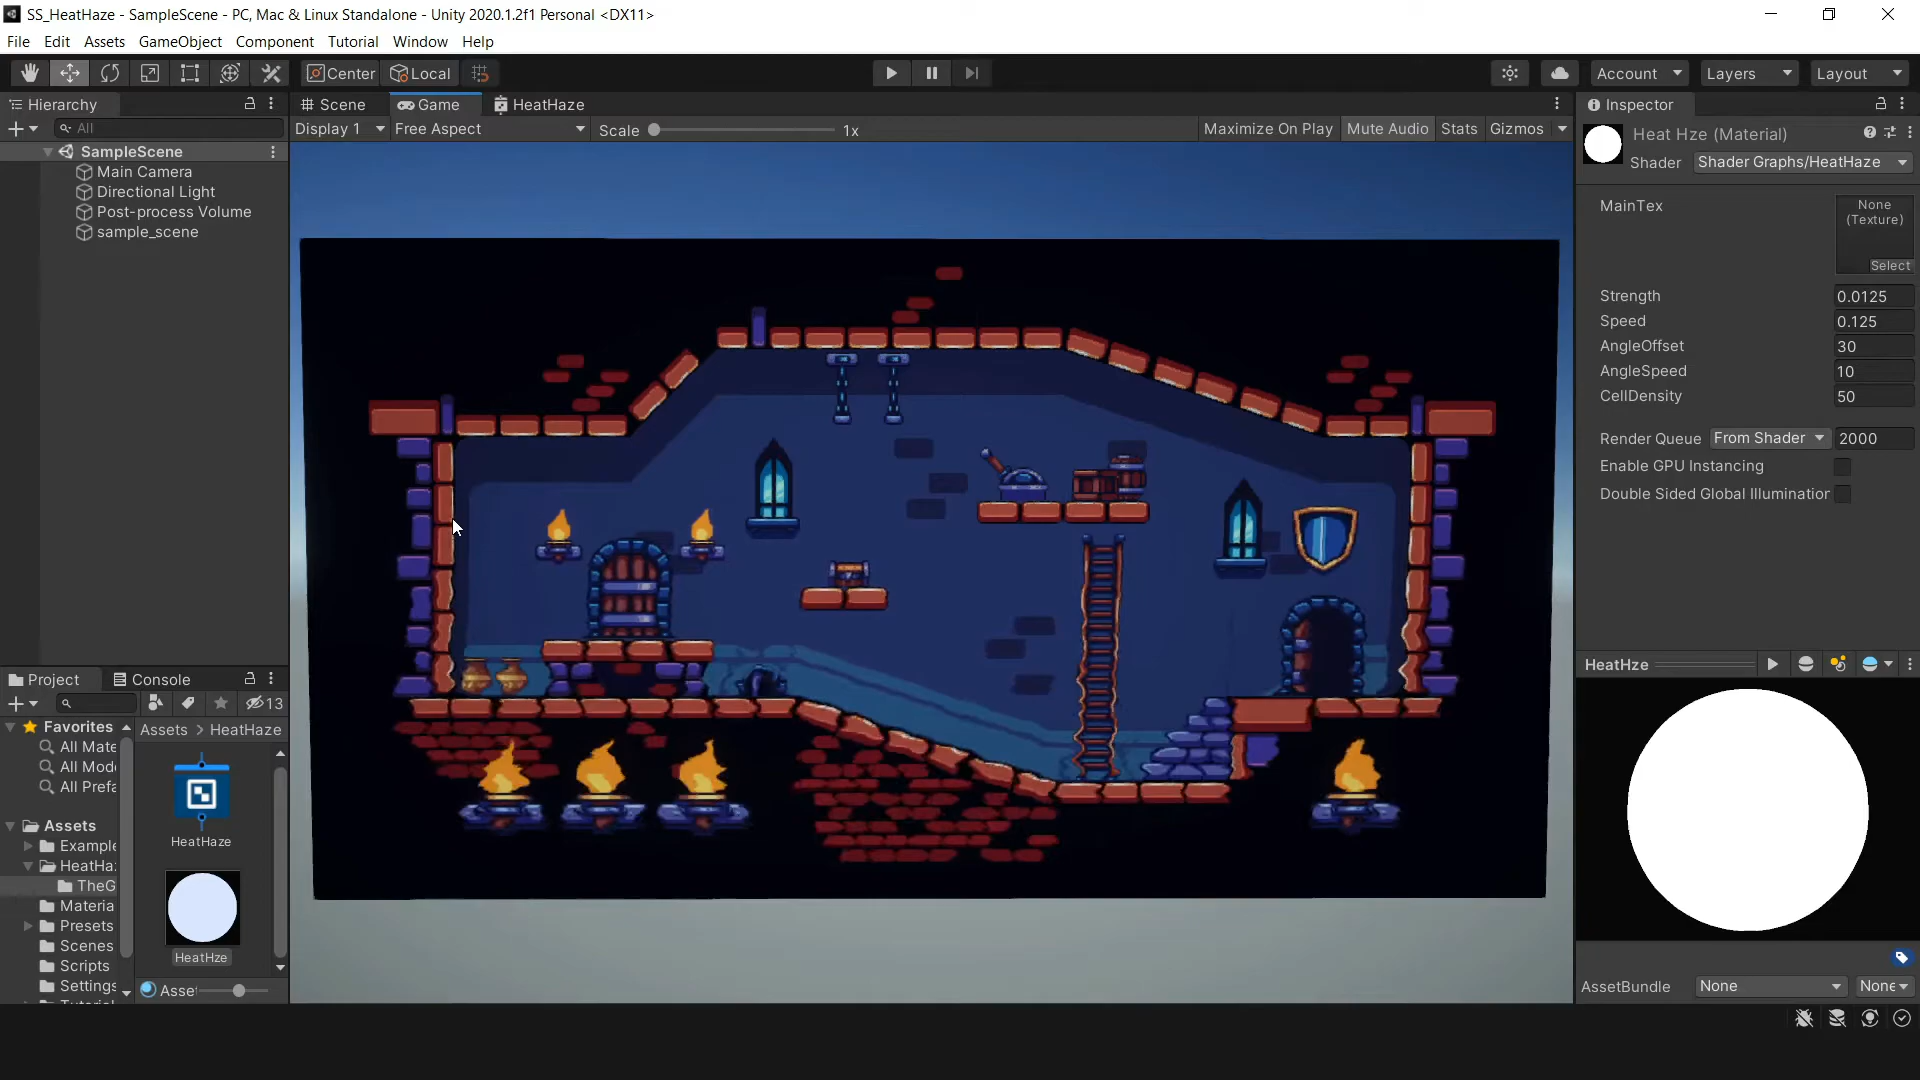 SS_HeatHaze - SampleScene - PC, Mac & Linux Standalone - Unity 2020.1.2f1 Personal <DX11>
File Edit Assets GameObject Component Tutorial Window Help
Center Local Account Layers Layout
Hierarchy
All
SampleScene
Main Camera
Directional Light
Post-process Volume
sample_scene
Scene Game HeatHaze
Display 1 Free Aspect Scale 1x Maximize On Play Mute Audio Stats Gizmos
Inspector
Heat Hze (Material)
Shader Shader Graphs/HeatHaze
MainTex
None
(Texture)
Select
Strength 0.0125
Speed 0.125
AngleOffset 30
AngleSpeed 10
CellDensity 50
Render Queue From Shader 2000
Enable GPU Instancing
Double Sided Global Illumination
HeatHze
AssetBundle None None
Project Console
13
Favorites
All Mate
All Mode
All Prefa
Assets
Example
HeatHa
TheG
Materia
Presets
Scenes
Scripts
Settings
Assets > HeatHaze
HeatHaze
HeatHze
Asset